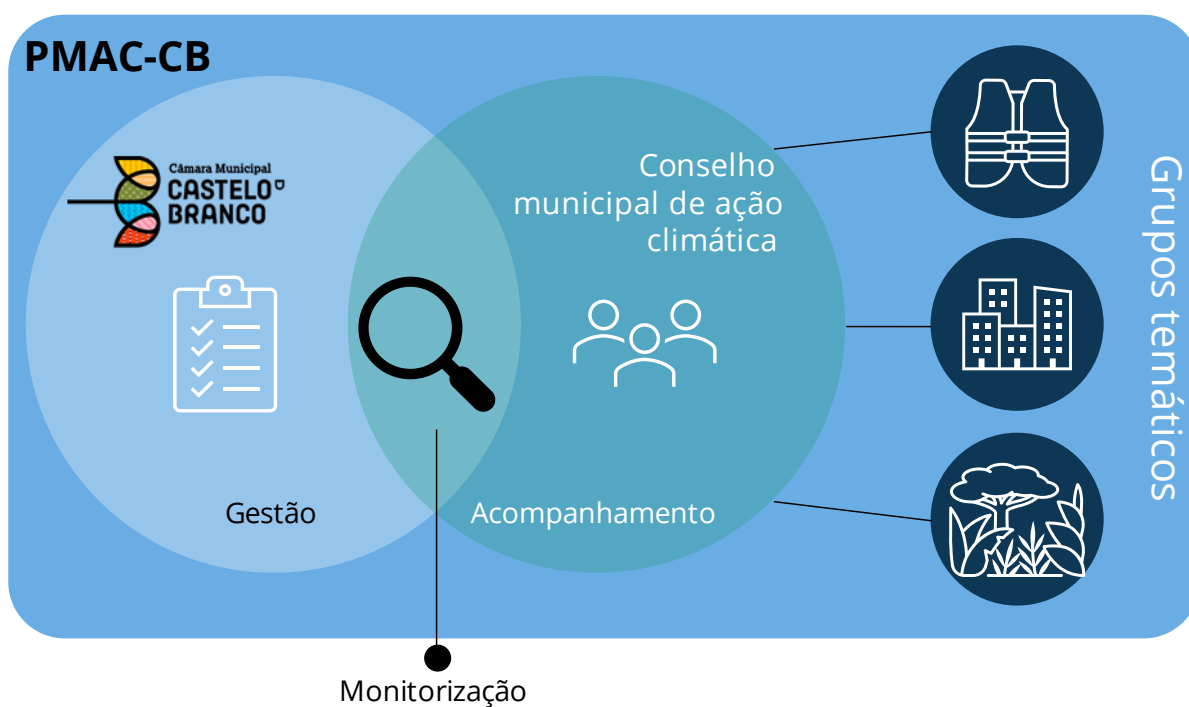 PMAC-CB
Câmara Municipal
CASTELO
BRANCO
Conselho
municipal de ação
climática
Gestão
Acompanhamento
Grupos temáticos
Monitorização